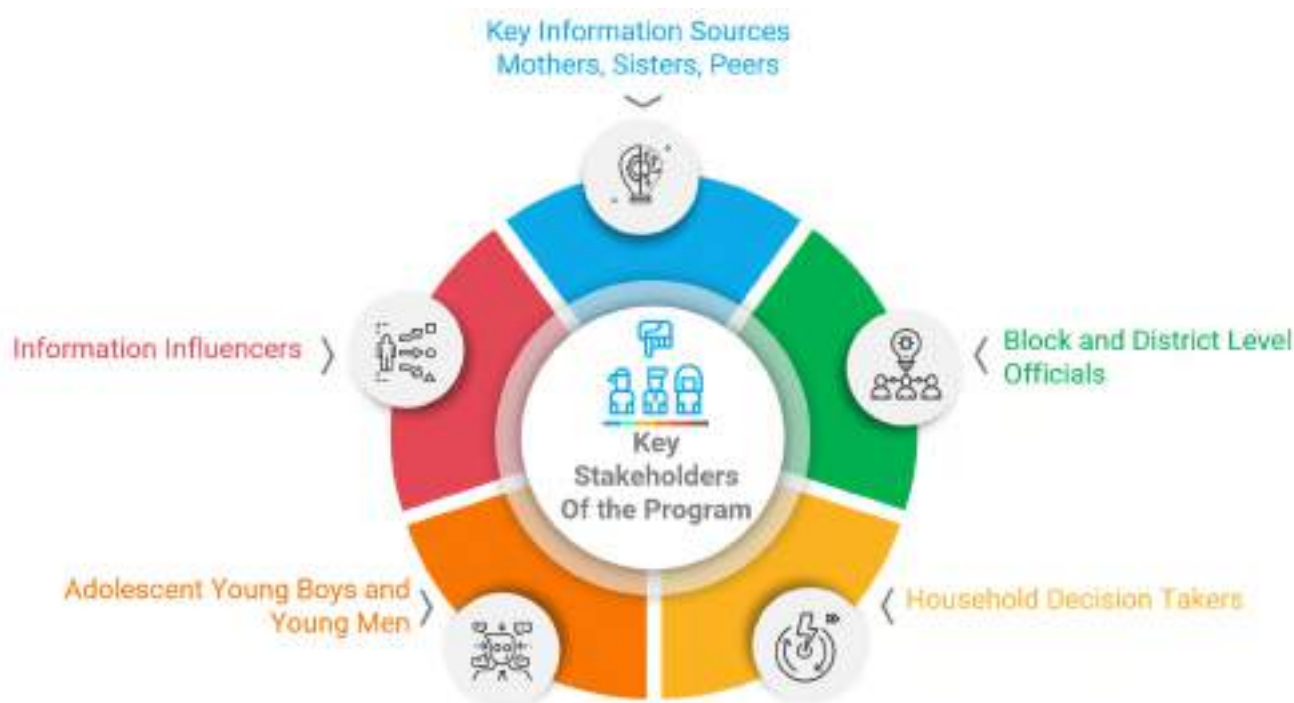 Key Information Sources
Mothers, Sisters, Peers
Information Influencers
Block and District Level
Officials
Key
Stakeholders
Of the Program
Adolescent Young Boys and
Young Men
Household Decision Takers